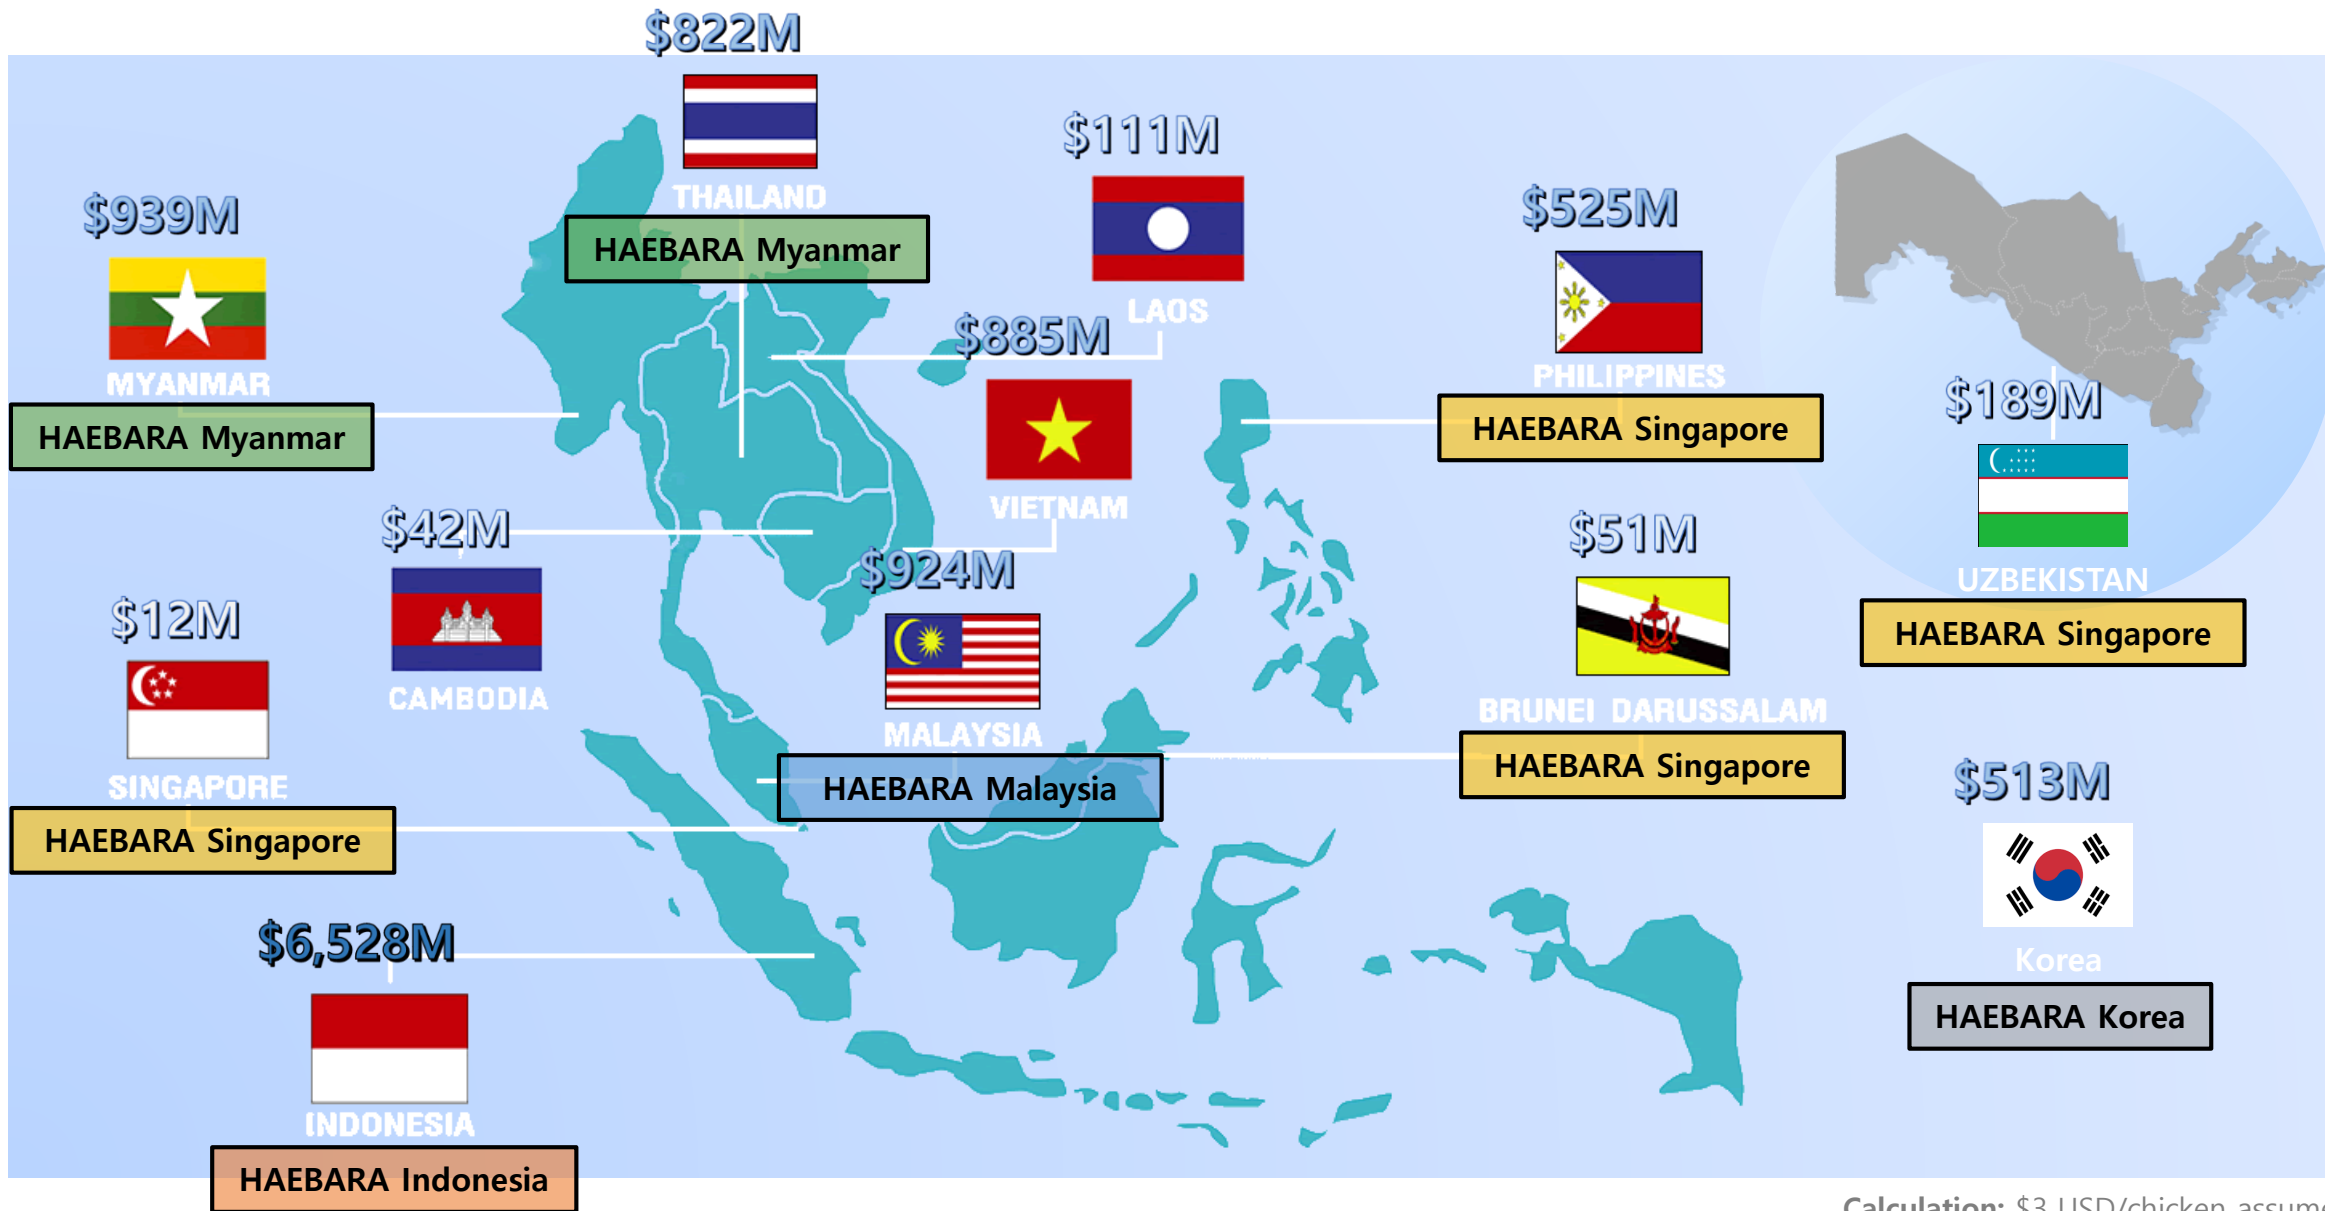 $822M
THAILAND
HAEBARA Myanmar
$111M
LAOS
$939M
MYANMAR
HAEBARA Myanmar
$885M
VIETNAM
$525M
PHILIPPINES
HAEBARA Singapore
$189M
UZBEKISTAN
HAEBARA Singapore
$42M
CAMBODIA
$924M
MALAYSIA
HAEBARA Malaysia
$51M
BRUNEI DARUSSALAM
HAEBARA Singapore
$12M
SINGAPORE
HAEBARA Singapore
$513M
Korea
HAEBARA Korea
$6,528M
INDONESIA
HAEBARA Indonesia
Calculation: $3 USD/chicken assume